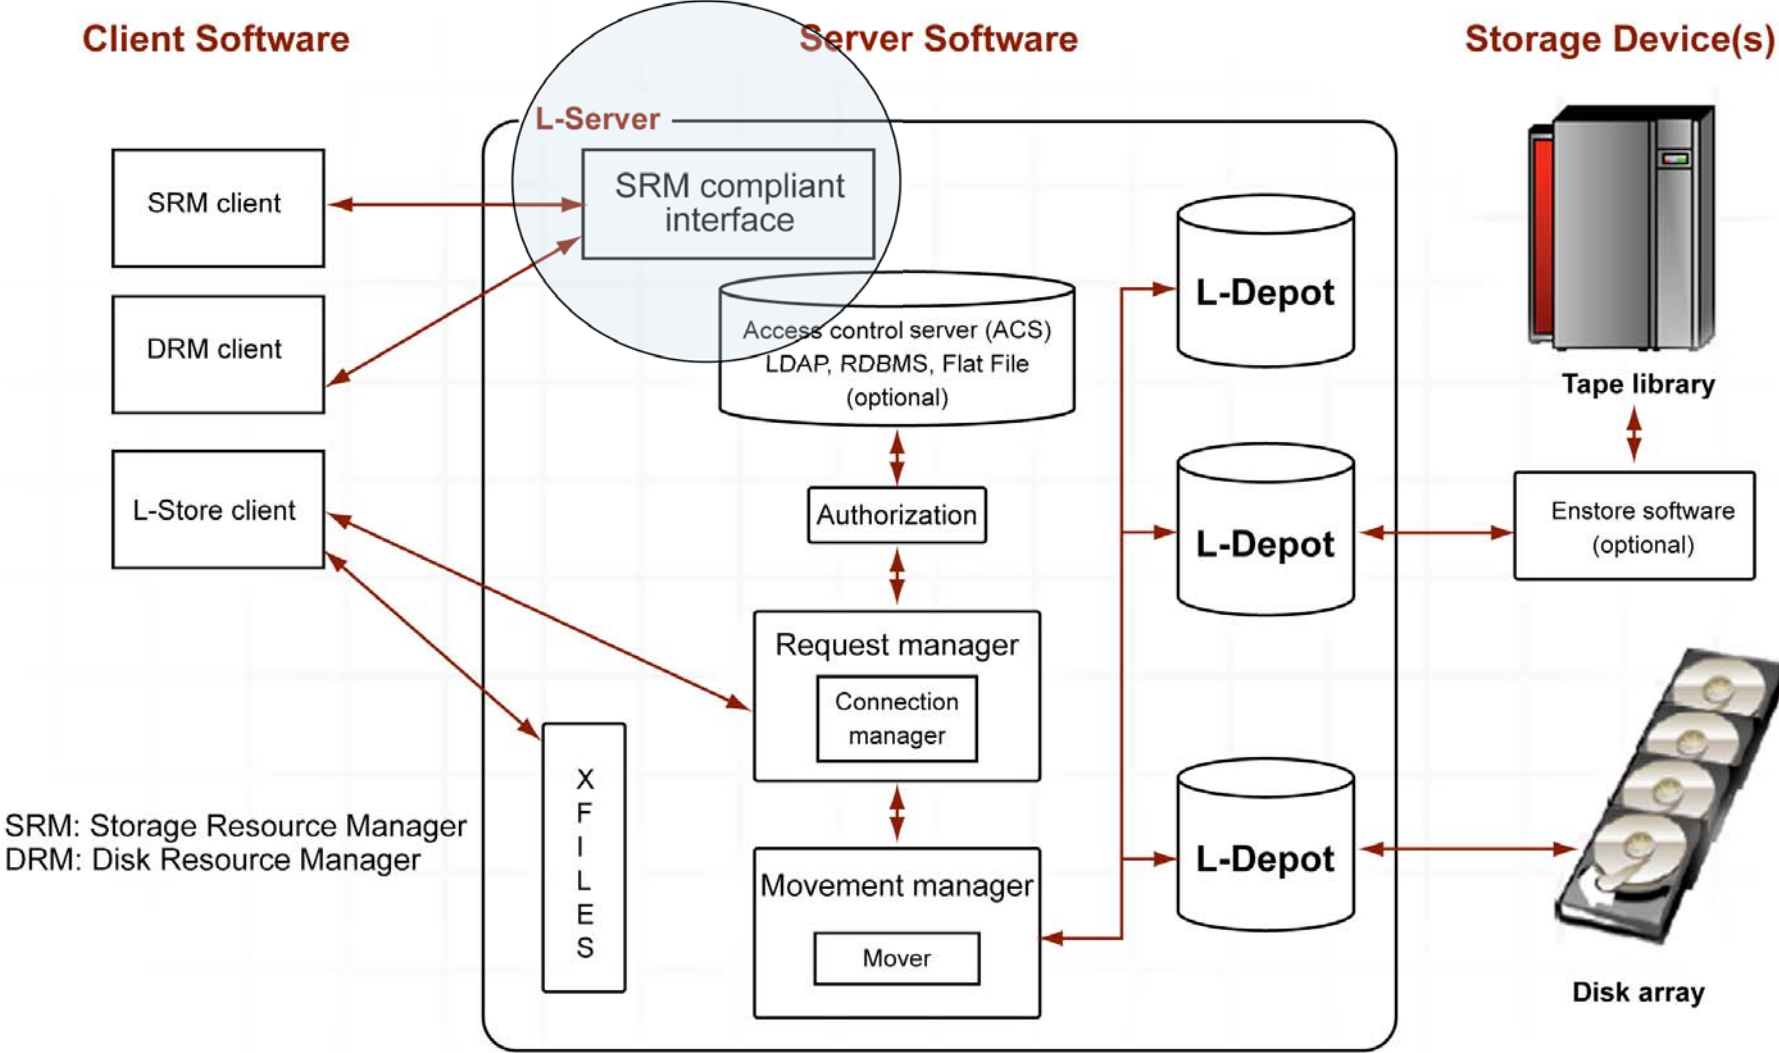 Client Software
Server Software
Storage Device(s)
L-Server
SRM client
SRM compliant
interface
DRM client
Access control server (ACS)
LDAP, RDBMS, Flat File
(optional)
L-Store client
Authorization
Request manager
Connection
manager
X
F
I
L
E
S
Movement manager
Mover
L-Depot
L-Depot
L-Depot
Tape library
Enstore software
(optional)
Disk array
SRM: Storage Resource Manager
DRM: Disk Resource Manager